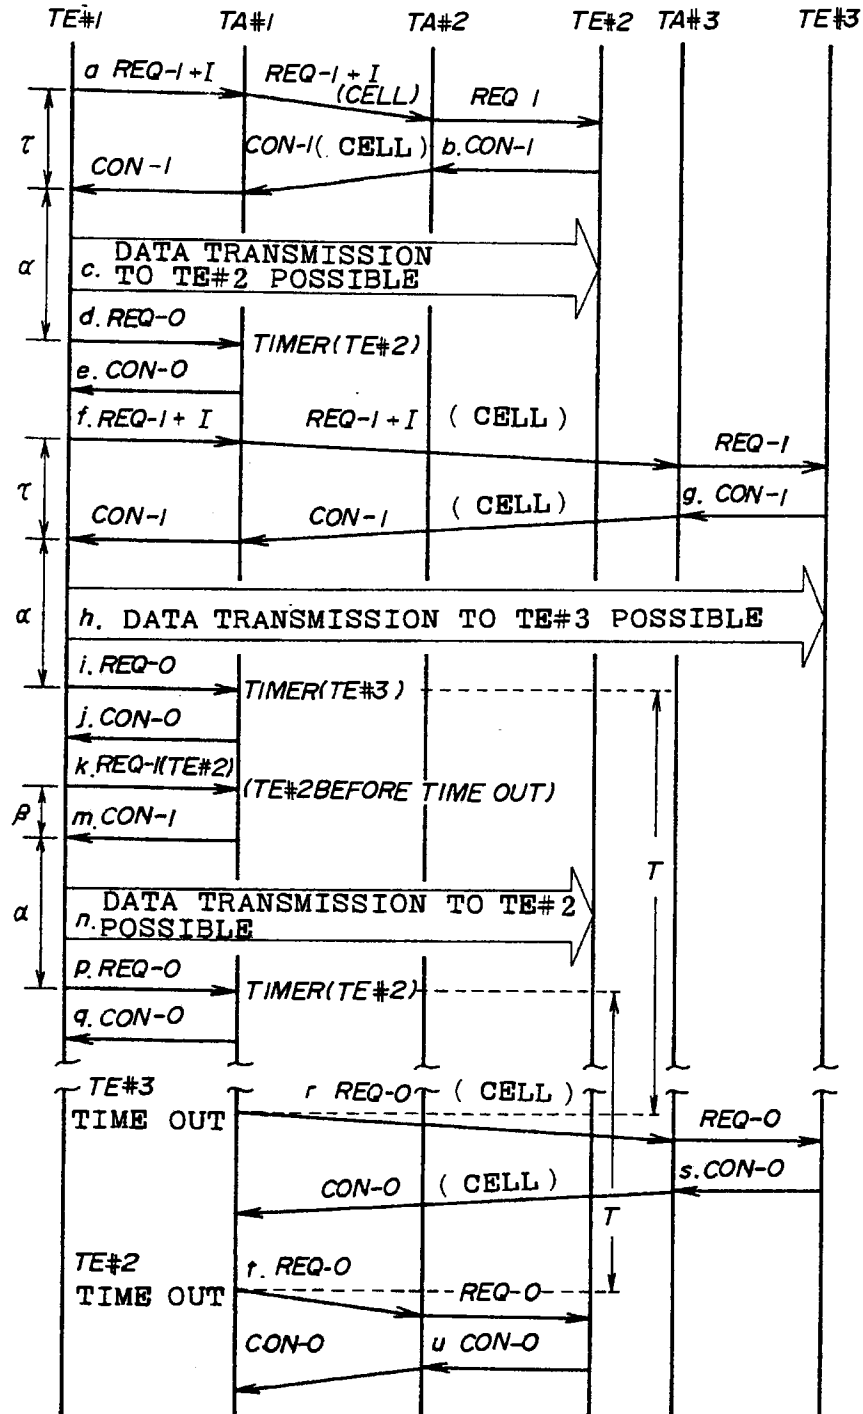 TE#1 TA#1 TA#2 TE#2 TA#3 TE#3
a REQ-1+I REQ-1+I
(CELL) REQ 1
τ
CON-1 CON-1( CELL) b.CON-1
α
c. DATA TRANSMISSION
TO TE#2 POSSIBLE
d. REQ-0
TIMER(TE#2)
e. CON-0
f. REQ-1+ I REQ-1+I ( CELL )
REQ-1
τ
g. CON-1
CON-1 CON-1 ( CELL )
α
h. DATA TRANSMISSION TO TE#3 POSSIBLE
i. REQ-0
TIMER(TE#3)
j. CON-0
k.REQ-1(TE#2)
(TE#2BEFORE TIME OUT)
β
m. CON-1
T
α
n. DATA TRANSMISSION TO TE#2
POSSIBLE
p. REQ-0
TIMER(TE#2)
q. CON-0
TE#3 r REQ-0 ( CELL )
TIME OUT
REQ-0
s. CON-0
CON-0 ( CELL )
T
TE#2
TIME OUT
t. REQ-0
REQ-0
CON-0 u CON-0